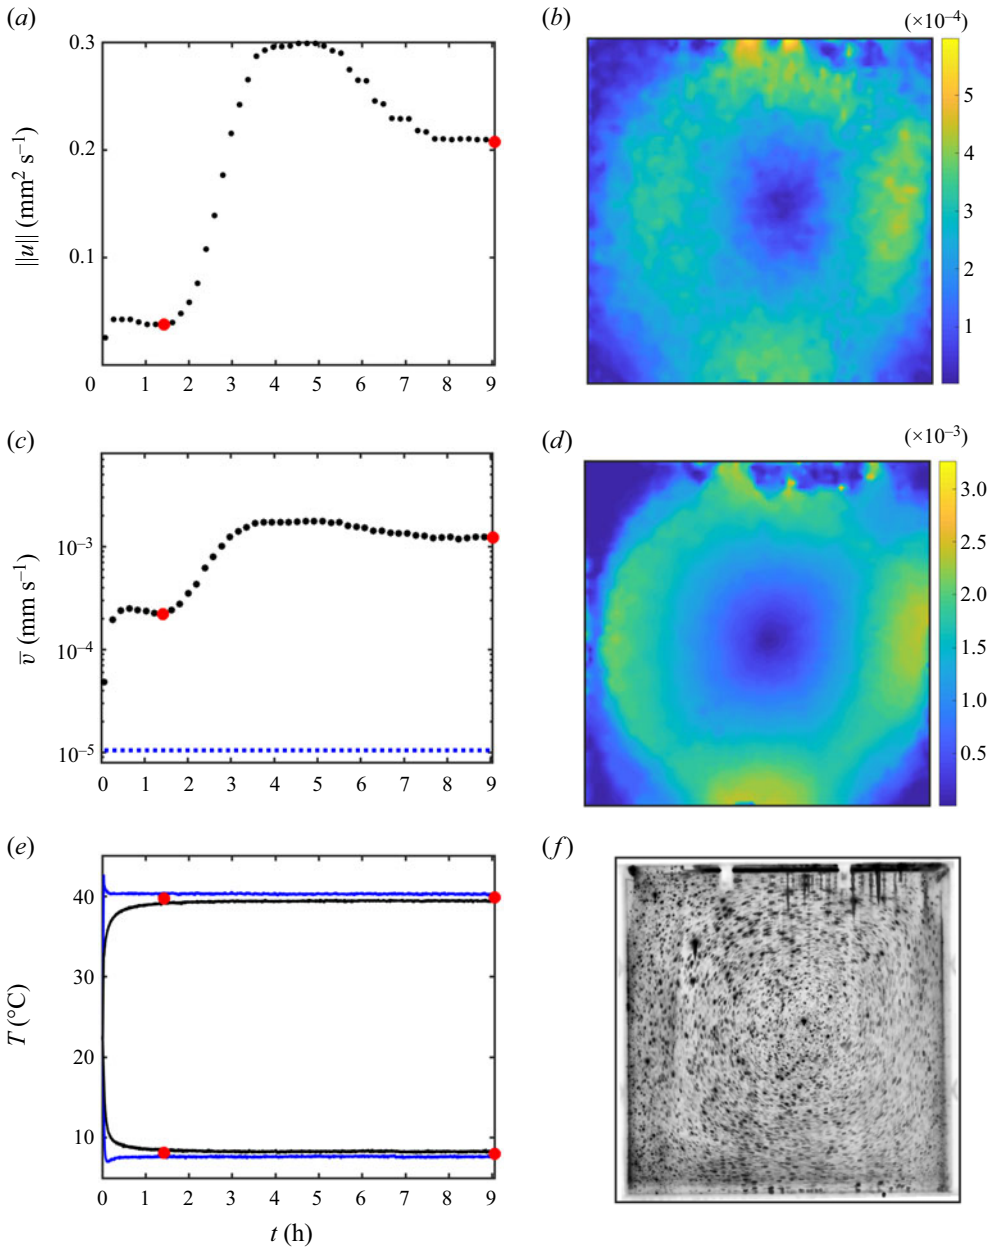 (a)
0.3
0.2
0.1
0 1 2 3 4 5 6 7 8 9
||u|| (mm² s⁻¹)
(b)
(×10⁻⁴)
5
4
3
2
1
(c)
10⁻³
10⁻⁴
10⁻⁵
0 1 2 3 4 5 6 7 8 9
v̅ (mm s⁻¹)
(d)
(×10⁻³)
3.0
2.5
2.0
1.5
1.0
0.5
(e)
40
30
20
10
0 1 2 3 4 5 6 7 8 9
T (°C)
t (h)
(f)